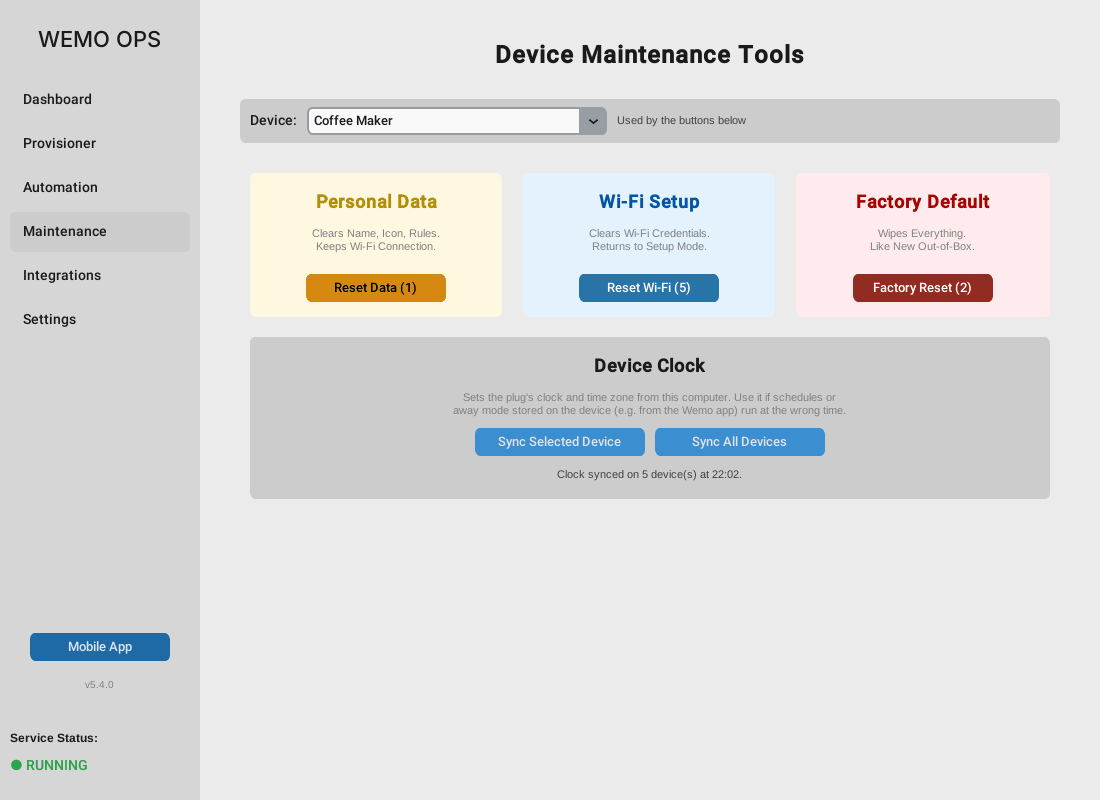 WEMO OPS
Dashboard
Provisioner
Automation
Maintenance
Integrations
Settings
Mobile App
v5.4.0
Service Status:
RUNNING
Device Maintenance Tools
Device:
Coffee Maker
Used by the buttons below
Personal Data
Clears Name, Icon, Rules.
Keeps Wi-Fi Connection.
Reset Data (1)
Wi-Fi Setup
Clears Wi-Fi Credentials.
Returns to Setup Mode.
Reset Wi-Fi (5)
Factory Default
Wipes Everything.
Like New Out-of-Box.
Factory Reset (2)
Device Clock
Sets the plug's clock and time zone from this computer. Use it if schedules or
away mode stored on the device (e.g. from the Wemo app) run at the wrong time.
Sync Selected Device
Sync All Devices
Clock synced on 5 device(s) at 22:02.